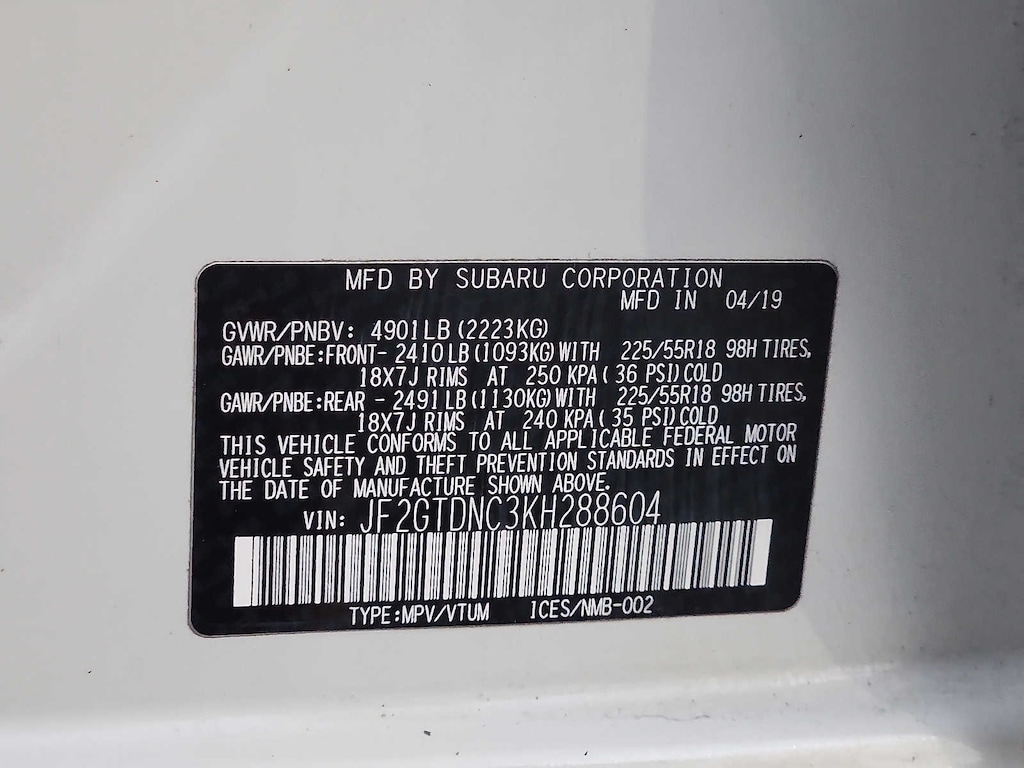 MFD BY SUBARU CORPORATION
MFD IN 04/19
GVWR/PNBV: 4901LB (2223KG)
GAWR/PNBE:FRONT- 2410LB (1093KG) WITH 225/55R18 98H TIRES,
18X7J RIMS AT 250 KPA ( 36 PSI) COLD
GAWR/PNBE:REAR - 2491LB (1130KG) WITH 225/55R18 98H TIRES,
18X7J RIMS AT 240 KPA ( 35 PSI) COLD
THIS VEHICLE CONFORMS TO ALL APPLICABLE FEDERAL MOTOR
VEHICLE SAFETY AND THEFT PREVENTION STANDARDS IN EFFECT ON
THE DATE OF MANUFACTURE SHOWN ABOVE.
VIN: JF2GTDNC3KH288604
TYPE:MPV/VTUM ICES/NMB-002